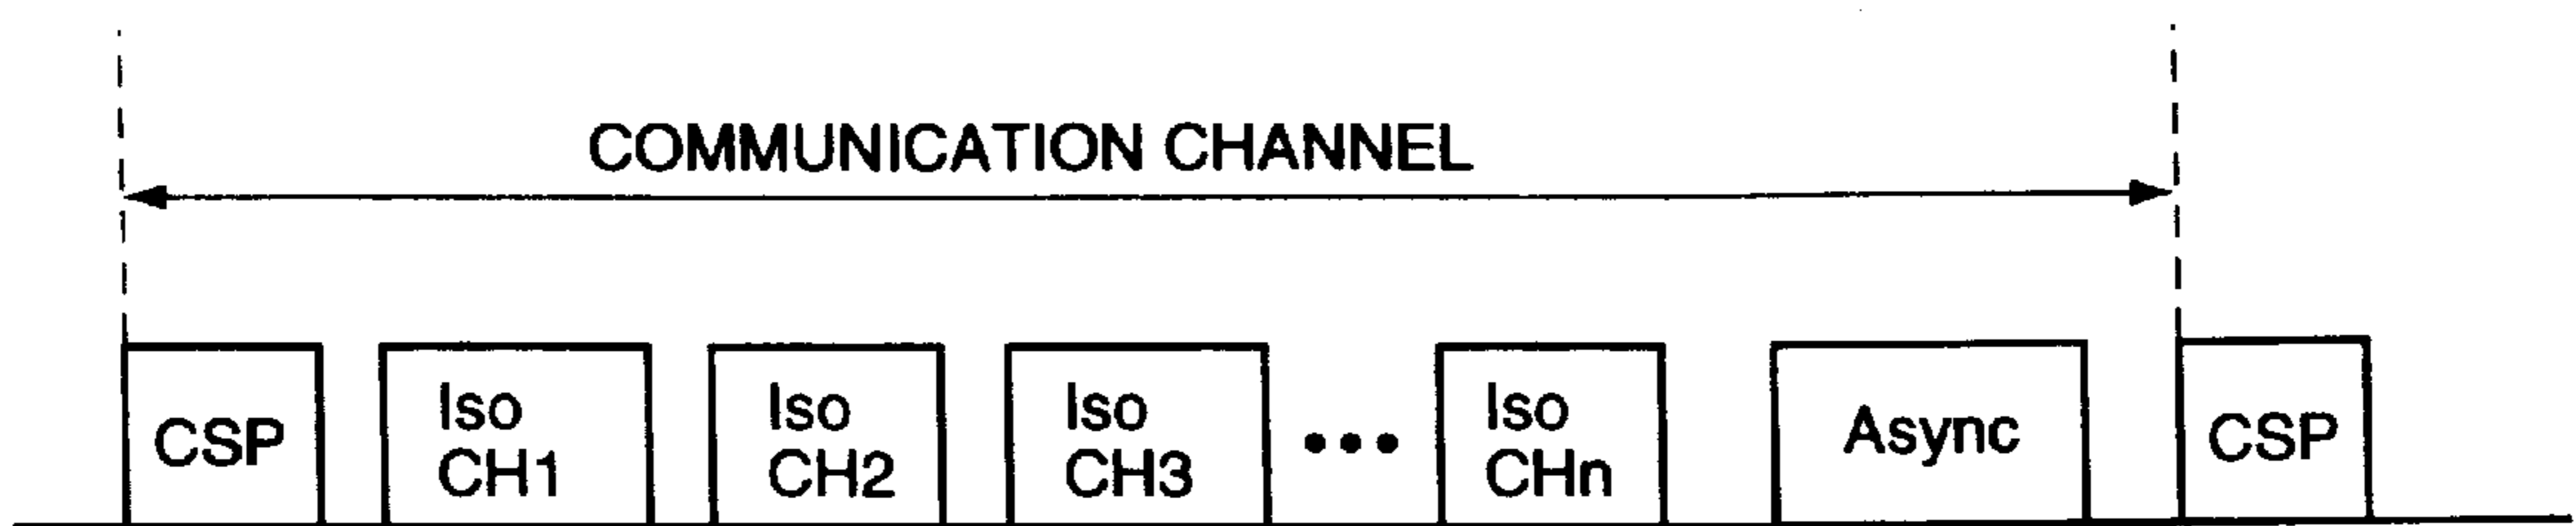 COMMUNICATION CHANNEL
CSP
Iso
CH1
Iso
CH2
Iso
CH3
•••
Iso
CHn
Async
CSP